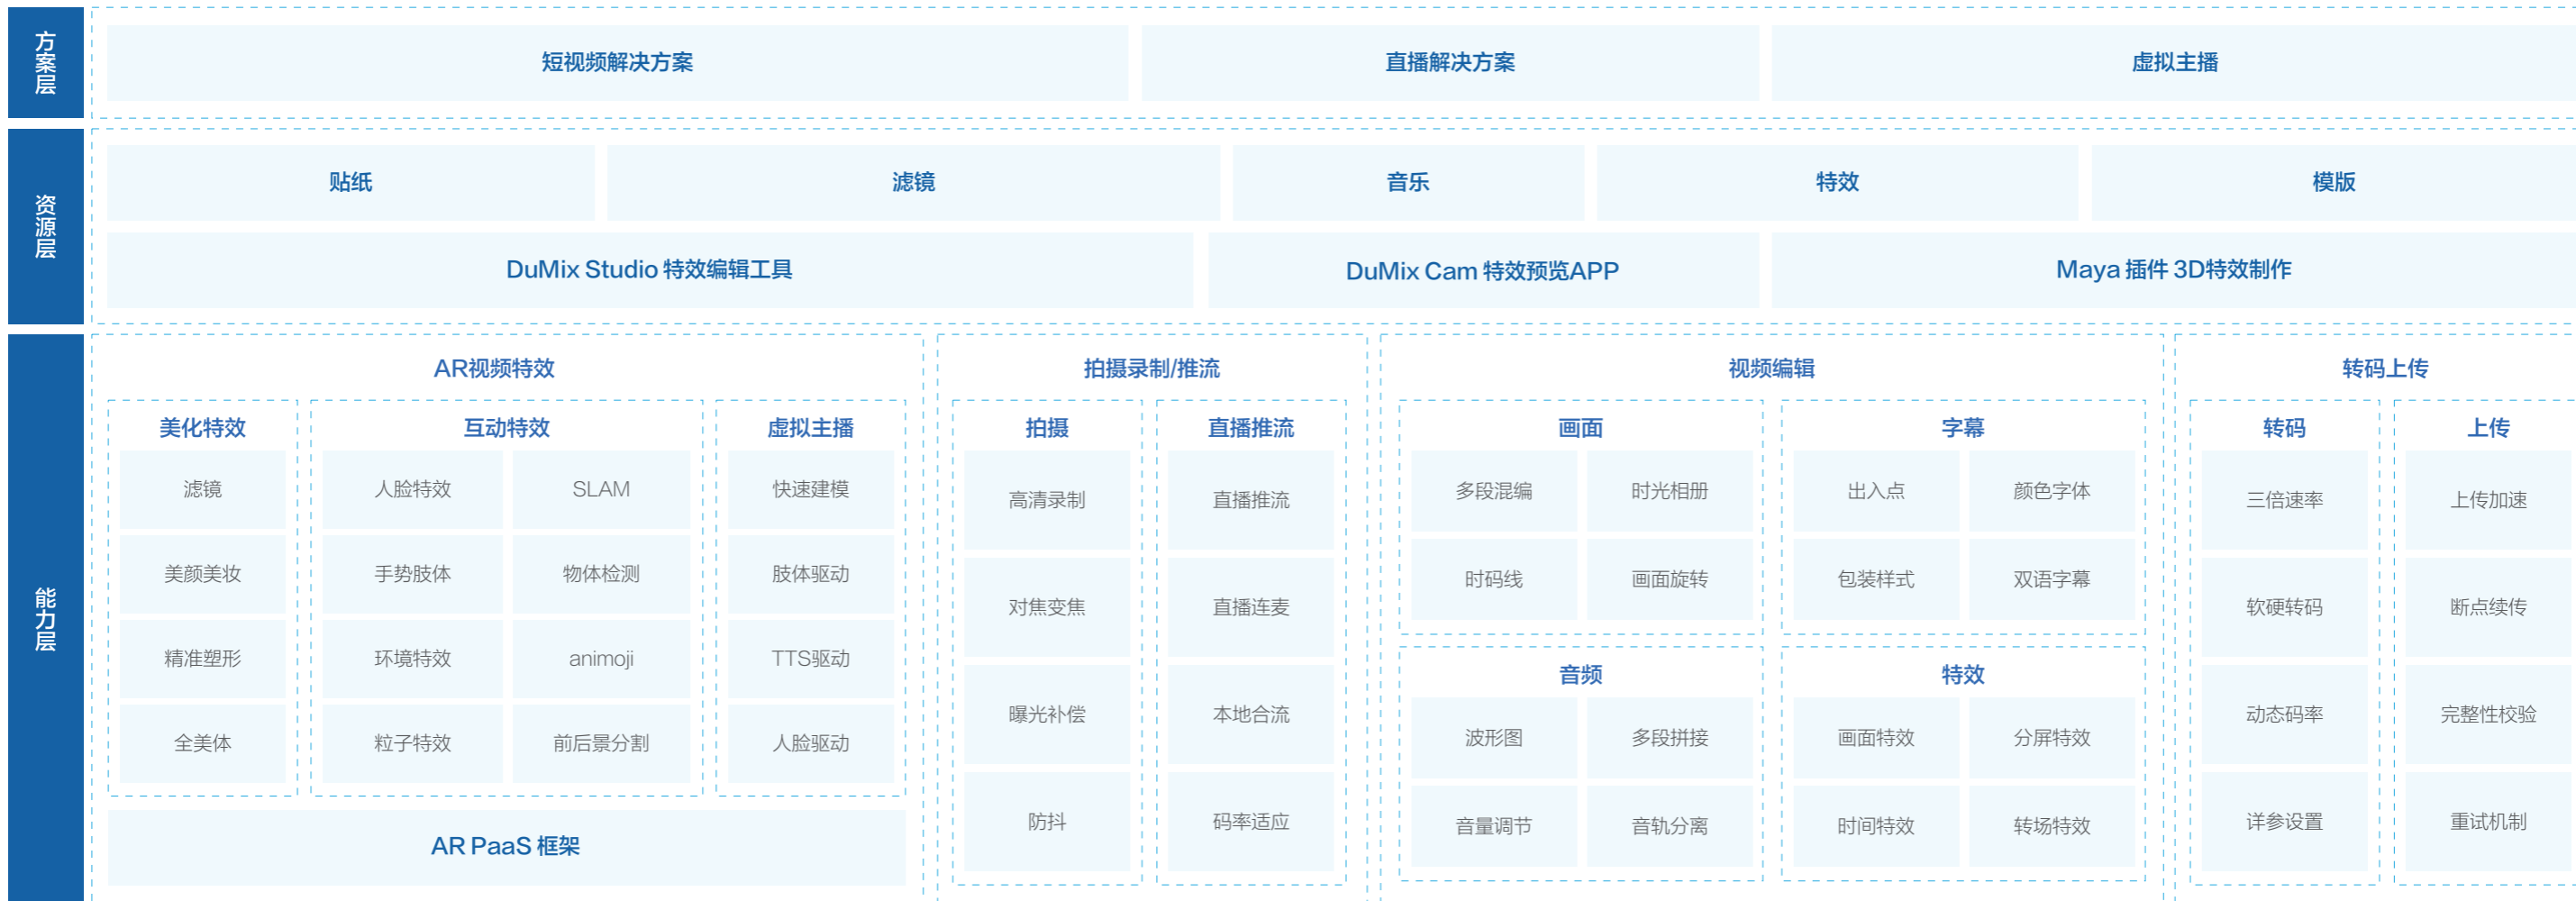 方案层
短视频解决方案
直播解决方案
虚拟主播
资源层
贴纸
滤镜
音乐
特效
模版
DuMix Studio 特效编辑工具
DuMix Cam 特效预览APP
Maya 插件 3D特效制作
能力层
AR视频特效
美化特效
滤镜
美颜美妆
精准塑形
全美体
互动特效
人脸特效
SLAM
手势肢体
物体检测
环境特效
animoji
粒子特效
前后景分割
虚拟主播
快速建模
肢体驱动
TTS驱动
人脸驱动
AR PaaS 框架
拍摄录制/推流
拍摄
高清录制
对焦变焦
曝光补偿
防抖
直播推流
直播推流
直播连麦
本地合流
码率适应
视频编辑
画面
多段混编
时光相册
时码线
画面旋转
字幕
出入点
颜色字体
包装样式
双语字幕
音频
波形图
多段拼接
音量调节
音轨分离
特效
画面特效
分屏特效
时间特效
转场特效
转码上传
转码
三倍速率
软硬转码
动态码率
详参设置
上传
上传加速
断点续传
完整性校验
重试机制